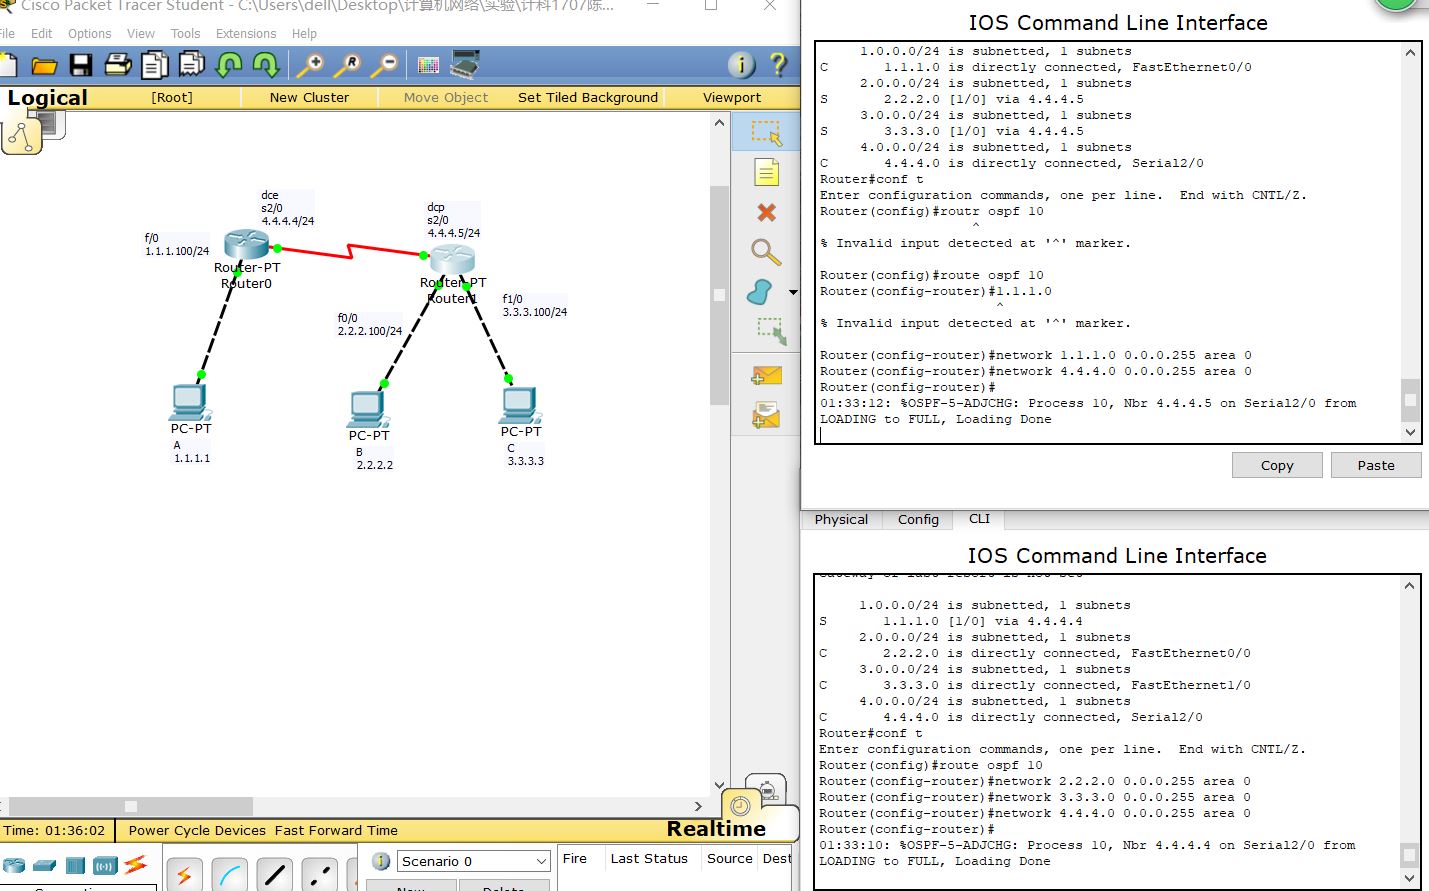 Cisco Packet Tracer Student - C:\Users\dell\Desktop\计算机网络\实验\计科1707陈...
File Edit Options View Tools Extensions Help
Logical [Root] New Cluster Move Object Set Tiled Background Viewport
dce
s2/0
4.4.4.4/24
f/0
1.1.1.100/24
Router-PT
Router0
dcp
s2/0
4.4.4.5/24
Router-PT
Router1
f0/0
2.2.2.100/24
f1/0
3.3.3.100/24
PC-PT
A
1.1.1.1
PC-PT
B
2.2.2.2
PC-PT
C
3.3.3.3
Time: 01:36:02 Power Cycle Devices Fast Forward Time
Realtime
Scenario 0
New Delete
Fire Last Status Source Dest
IOS Command Line Interface
1.0.0.0/24 is subnetted, 1 subnets
C 1.1.1.0 is directly connected, FastEthernet0/0
2.0.0.0/24 is subnetted, 1 subnets
S 2.2.2.0 [1/0] via 4.4.4.5
3.0.0.0/24 is subnetted, 1 subnets
S 3.3.3.0 [1/0] via 4.4.4.5
4.0.0.0/24 is subnetted, 1 subnets
C 4.4.4.0 is directly connected, Serial2/0
Router#conf t
Enter configuration commands, one per line. End with CNTL/Z.
Router(config)#routr ospf 10
^
% Invalid input detected at '^' marker.
Router(config)#route ospf 10
Router(config-router)#1.1.1.0
^
% Invalid input detected at '^' marker.
Router(config-router)#network 1.1.1.0 0.0.0.255 area 0
Router(config-router)#network 4.4.4.0 0.0.0.255 area 0
Router(config-router)#
01:33:12: %OSPF-5-ADJCHG: Process 10, Nbr 4.4.4.5 on Serial2/0 from
LOADING to FULL, Loading Done
Copy Paste
Physical Config CLI
IOS Command Line Interface
1.0.0.0/24 is subnetted, 1 subnets
S 1.1.1.0 [1/0] via 4.4.4.4
2.0.0.0/24 is subnetted, 1 subnets
C 2.2.2.0 is directly connected, FastEthernet0/0
3.0.0.0/24 is subnetted, 1 subnets
C 3.3.3.0 is directly connected, FastEthernet1/0
4.0.0.0/24 is subnetted, 1 subnets
C 4.4.4.0 is directly connected, Serial2/0
Router#conf t
Enter configuration commands, one per line. End with CNTL/Z.
Router(config)#route ospf 10
Router(config-router)#network 2.2.2.0 0.0.0.255 area 0
Router(config-router)#network 3.3.3.0 0.0.0.255 area 0
Router(config-router)#network 4.4.4.0 0.0.0.255 area 0
Router(config-router)#
01:33:10: %OSPF-5-ADJCHG: Process 10, Nbr 4.4.4.4 on Serial2/0 from
LOADING to FULL, Loading Done